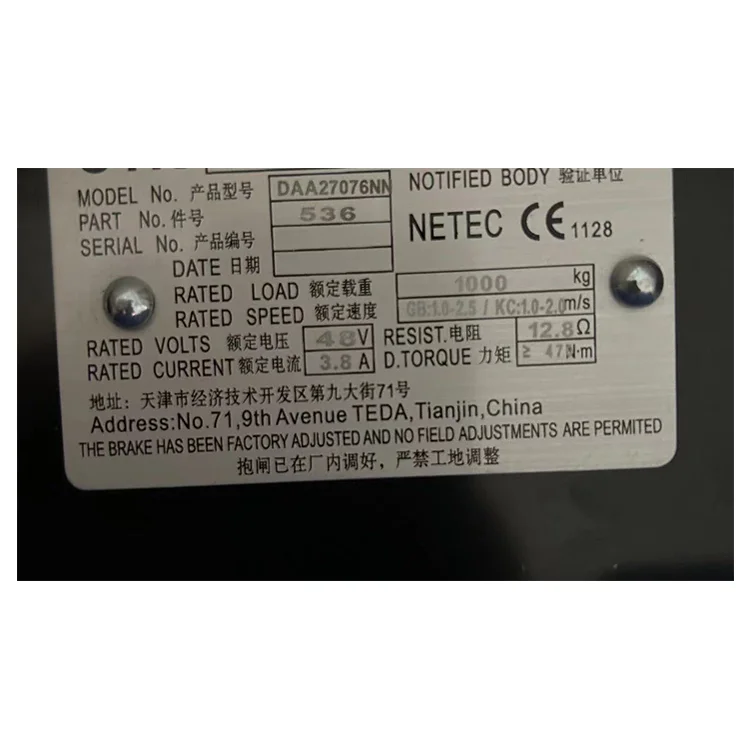 MODEL No. 产品型号 DAA27076NN
PART No.件号 536
SERIAL No. 产品编号
DATE 日期
NOTIFIED BODY 验证单位
NETEC CE 1128
RATED LOAD 额定载重 1000 kg
RATED SPEED 额定速度 GB:1.0-2.5 / KC:1.0-2.0m/s
RATED VOLTS 额定电压 48V RESIST.电阻 12.8Ω
RATED CURRENT 额定电流 3.8 A D.TORQUE 力矩 ≥ 47N·m
地址: 天津市经济技术开发区第九大街71号
Address:No.71,9th Avenue TEDA,Tianjin,China
THE BRAKE HAS BEEN FACTORY ADJUSTED AND NO FIELD ADJUSTMENTS ARE PERMITED
抱闸已在厂内调好，严禁工地调整